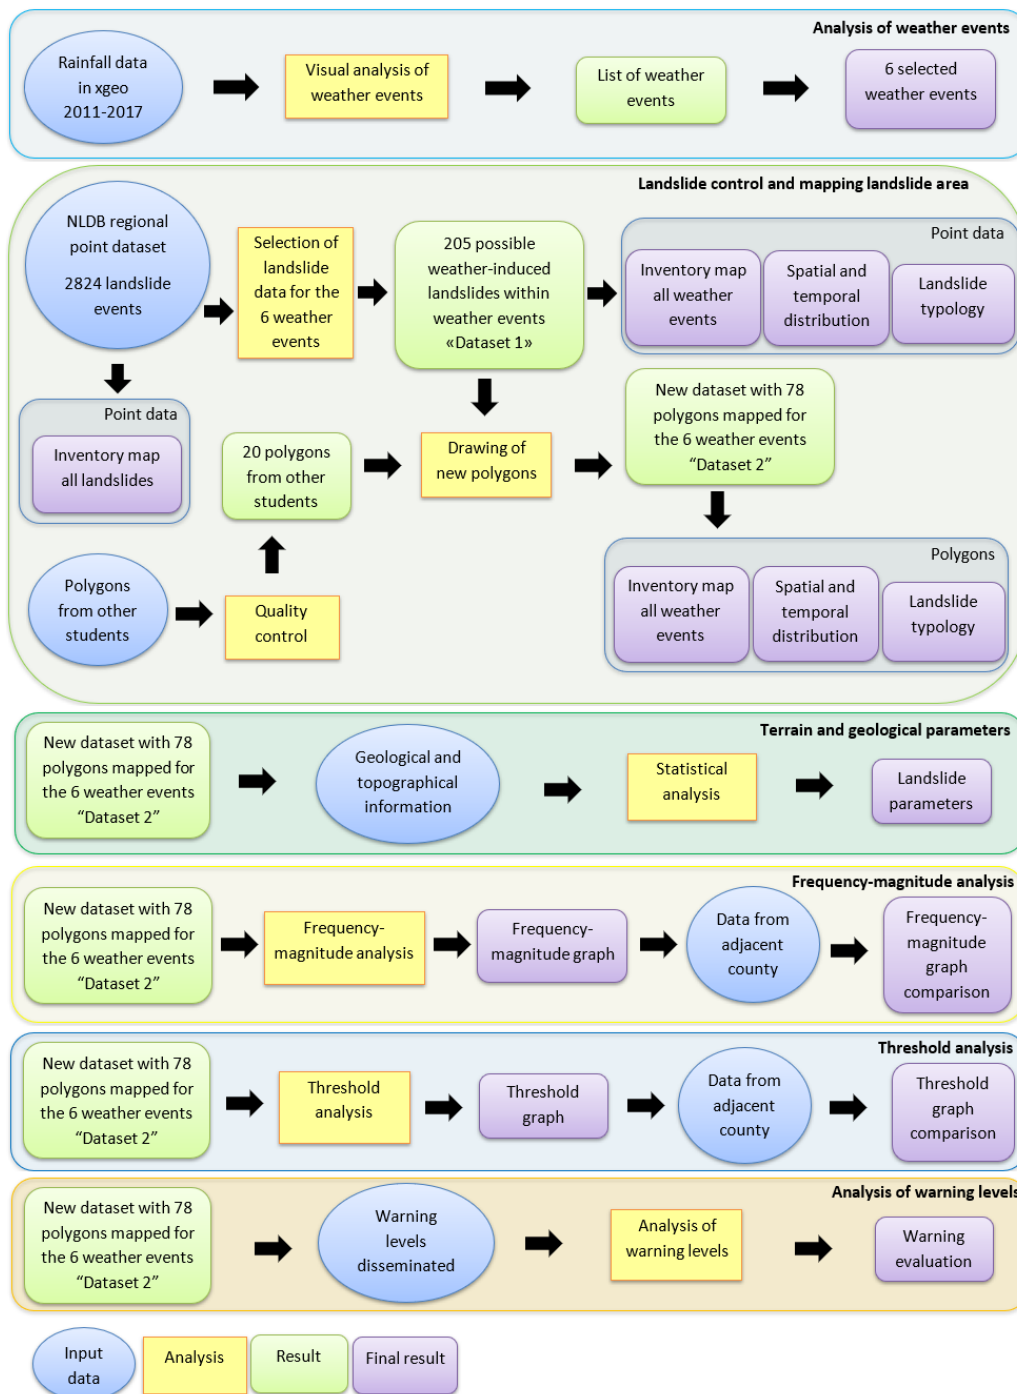 Analysis of weather events
Rainfall data
in xgeo
2011-2017
Visual analysis of
weather events
List of weather
events
6 selected
weather events
Landslide control and mapping landslide area
NLDB regional
point dataset
2824 landslide
events
Selection of
landslide
data for the
6 weather
events
205 possible
weather-induced
landslides within
weather events
«Dataset 1»
Point data
Inventory map
all weather
events
Spatial and
temporal
distribution
Landslide
typology
Point data
Inventory map
all landslides
20 polygons
from other
students
Drawing of
new polygons
New dataset with 78
polygons mapped for
the 6 weather events
“Dataset 2”
Polygons
from other
students
Quality
control
Polygons
Inventory map
all weather
events
Spatial and
temporal
distribution
Landslide
typology
Terrain and geological parameters
New dataset with 78
polygons mapped for
the 6 weather events
“Dataset 2”
Geological and
topographical
information
Statistical
analysis
Landslide
parameters
Frequency-magnitude analysis
New dataset with 78
polygons mapped for
the 6 weather events
“Dataset 2”
Frequency-
magnitude analysis
Frequency-
magnitude graph
Data from
adjacent
county
Frequency-
magnitude
graph
comparison
Threshold analysis
New dataset with 78
polygons mapped for
the 6 weather events
“Dataset 2”
Threshold
analysis
Threshold
graph
Data from
adjacent
county
Threshold
graph
comparison
Analysis of warning levels
New dataset with 78
polygons mapped for
the 6 weather events
“Dataset 2”
Warning
levels
disseminated
Analysis of
warning levels
Warning
evaluation
Input
data
Analysis
Result
Final result